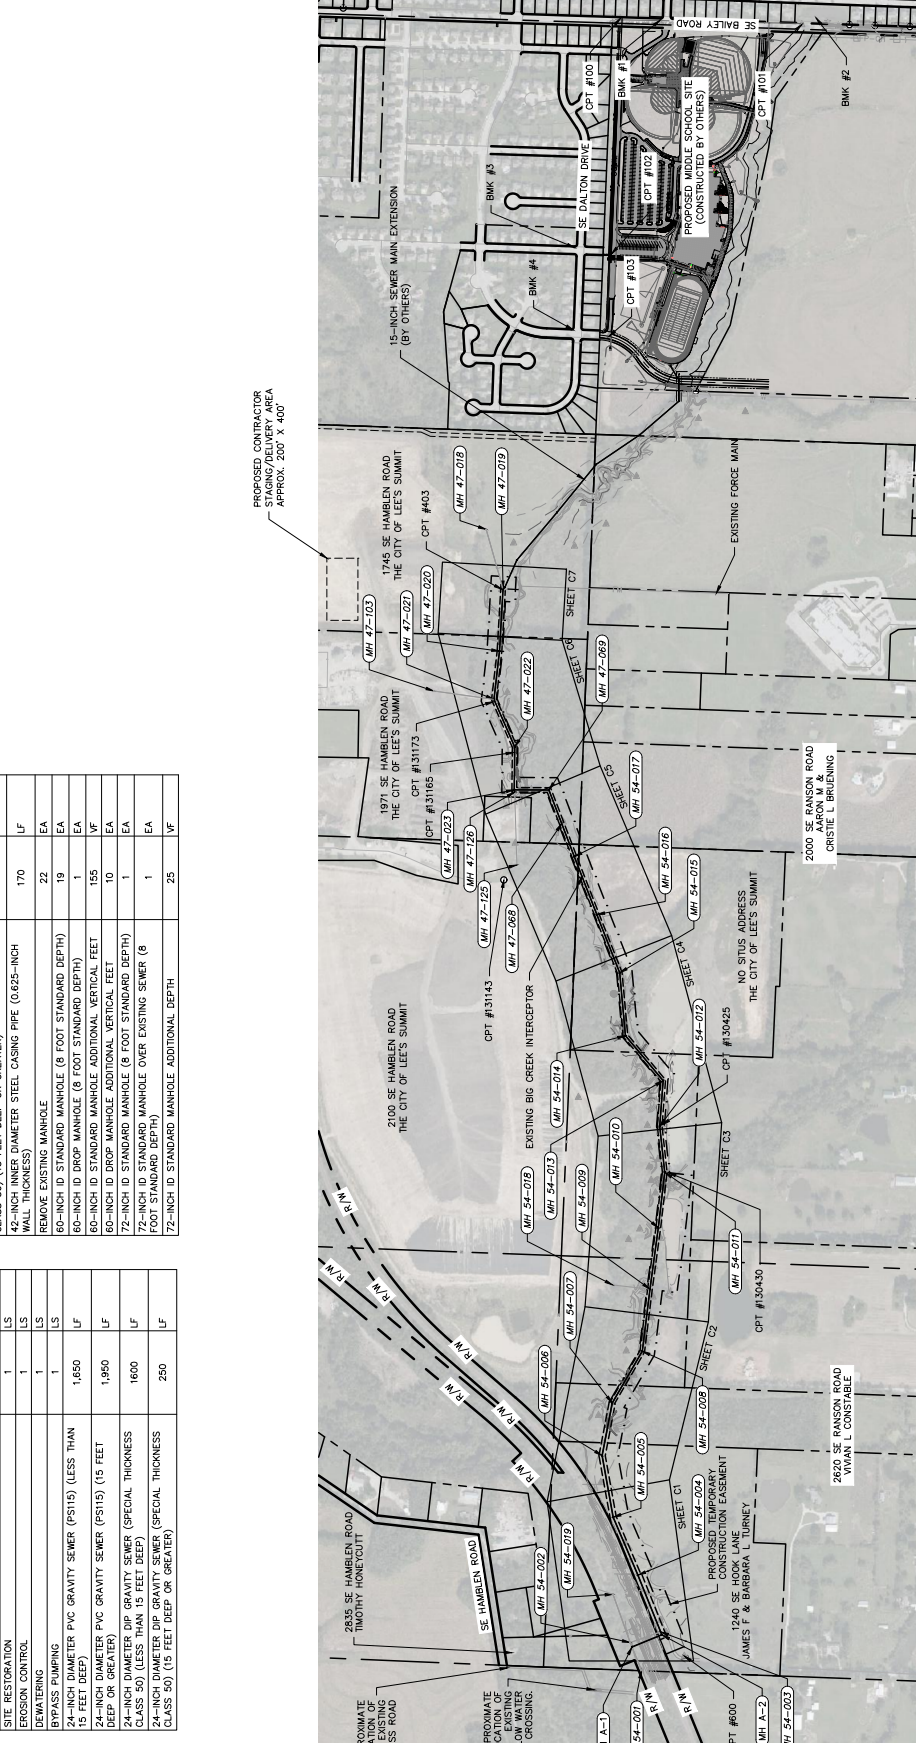 SITE RESTORATION 1 LS
EROSION CONTROL 1 LS
DEWATERING 1 LS
BYPASS PUMPING 1 LS
24-INCH DIAMETER PVC GRAVITY SEWER (PS115) (LESS THAN
15 FEET DEEP) 1,650 LF
24-INCH DIAMETER PVC GRAVITY SEWER (PS115) (15 FEET
DEEP OR GREATER) 1,950 LF
24-INCH DIAMETER DIP GRAVITY SEWER (SPECIAL THICKNESS
CLASS 50) (LESS THAN 15 FEET DEEP) 1600 LF
24-INCH DIAMETER DIP GRAVITY SEWER (SPECIAL THICKNESS
CLASS 50) (15 FEET DEEP OR GREATER) 250 LF
42-INCH INNER DIAMETER STEEL CASING PIPE (0.625-INCH
WALL THICKNESS) 170 LF
REMOVE EXISTING MANHOLE 22 EA
60-INCH ID STANDARD MANHOLE (8 FOOT STANDARD DEPTH) 19 EA
60-INCH ID DROP MANHOLE (8 FOOT STANDARD DEPTH) 1 EA
60-INCH ID STANDARD MANHOLE ADDITIONAL VERTICAL FEET 155 VF
60-INCH ID DROP MANHOLE ADDITIONAL VERTICAL FEET 10 EA
72-INCH ID STANDARD MANHOLE (8 FOOT STANDARD DEPTH) 1 EA
72-INCH ID STANDARD MANHOLE OVER EXISTING SEWER (8
FOOT STANDARD DEPTH) 1 EA
72-INCH ID STANDARD MANHOLE ADDITIONAL DEPTH 25 VF
PROPOSED CONTRACTOR
STAGING/DELIVERY AREA
APPROX. 200' X 400'
2835 SE HAMBLEN ROAD
TIMOTHY HONEYCUTT
SE HAMBLEN ROAD
R/W
R/W
R/W
R/W
R/W
R/W
R/W
R/W
R/W
R/W
2100 SE HAMBLEN ROAD
THE CITY OF LEE'S SUMMIT
1971 SE HAMBLEN ROAD
THE CITY OF LEE'S SUMMIT
1745 SE HAMBLEN ROAD
THE CITY OF LEE'S SUMMIT
15-INCH SEWER MAIN EXTENSION
(BY OTHERS)
MH 47-103
MH 47-021
MH 47-020
CPT #403
MH 47-018
MH 47-019
MH 47-022
MH 47-069
CPT #131173
CPT #131165
MH 47-023
MH 47-126
MH 47-125
MH 47-068
CPT #131143
EXISTING BIG CREEK INTERCEPTOR
MH 54-018
MH 54-013
MH 54-014
MH 54-009
MH 54-010
MH 54-007
MH 54-006
MH 54-002
MH 54-019
MH 54-005
MH 54-004
MH 54-008
MH 54-011
MH 54-012
MH 54-015
MH 54-016
MH 54-017
CPT #130430
CPT #130425
SHEET C1
SHEET C2
SHEET C3
SHEET C4
SHEET C5
SHEET C6
SHEET C7
EXISTING FORCE MAIN
PROPOSED TEMPORARY
CONSTRUCTION EASEMENT
1240 SE HOOK LANE
JAMES F & BARBARA L TURNEY
2620 SE RANSON ROAD
VIVIAN L CONSTABLE
NO SITUS ADDRESS
THE CITY OF LEE'S SUMMIT
2000 SE RANSON ROAD
AARON M &
CRISTIE L BRUENING
BMK #3
BMK #4
SE DALTON DRIVE
CPT #100
BMK #1
CPT #102
CPT #103
SE BAILEY ROAD
PROPOSED MIDDLE SCHOOL SITE
(CONSTRUCTED BY OTHERS)
CPT #101
BMK #2
EXISTING
SS ROAD
EXISTING
OW WATER
CROSSING.
A-1
54-001
PT #600
MH A-2
H 54-003